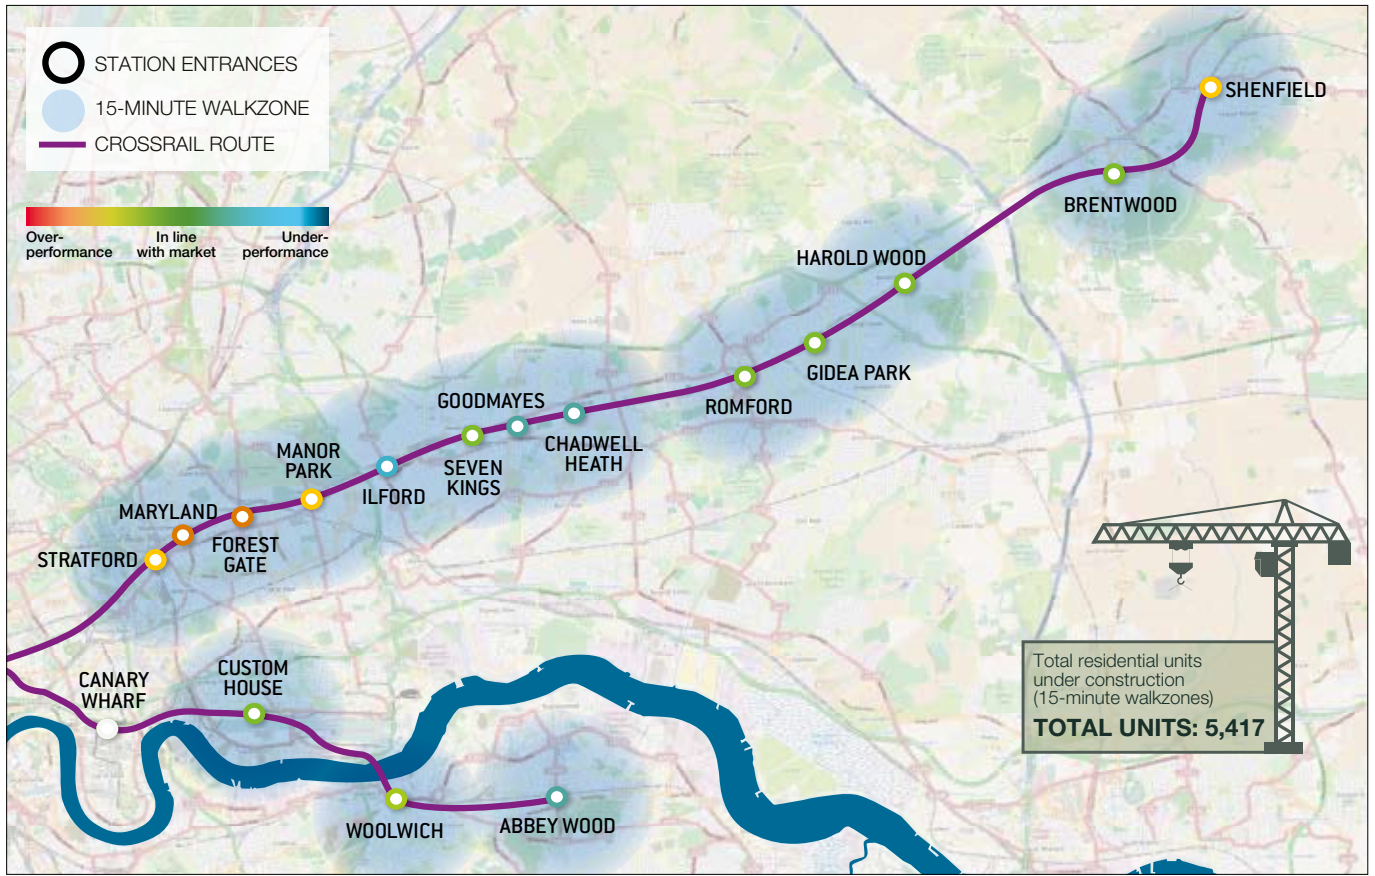 STATION ENTRANCES
15-MINUTE WALKZONE
CROSSRAIL ROUTE
Over-
performance
In line
with market
Under-
performance
SHENFIELD
BRENTWOOD
HAROLD WOOD
GIDEA PARK
ROMFORD
GOODMAYES
CHADWELL
HEATH
SEVEN
KINGS
MANOR
PARK
ILFORD
MARYLAND
FOREST
GATE
STRATFORD
CANARY
WHARF
CUSTOM
HOUSE
WOOLWICH
ABBEY WOOD
Total residential units
under construction
(15-minute walkzones)
TOTAL UNITS: 5,417